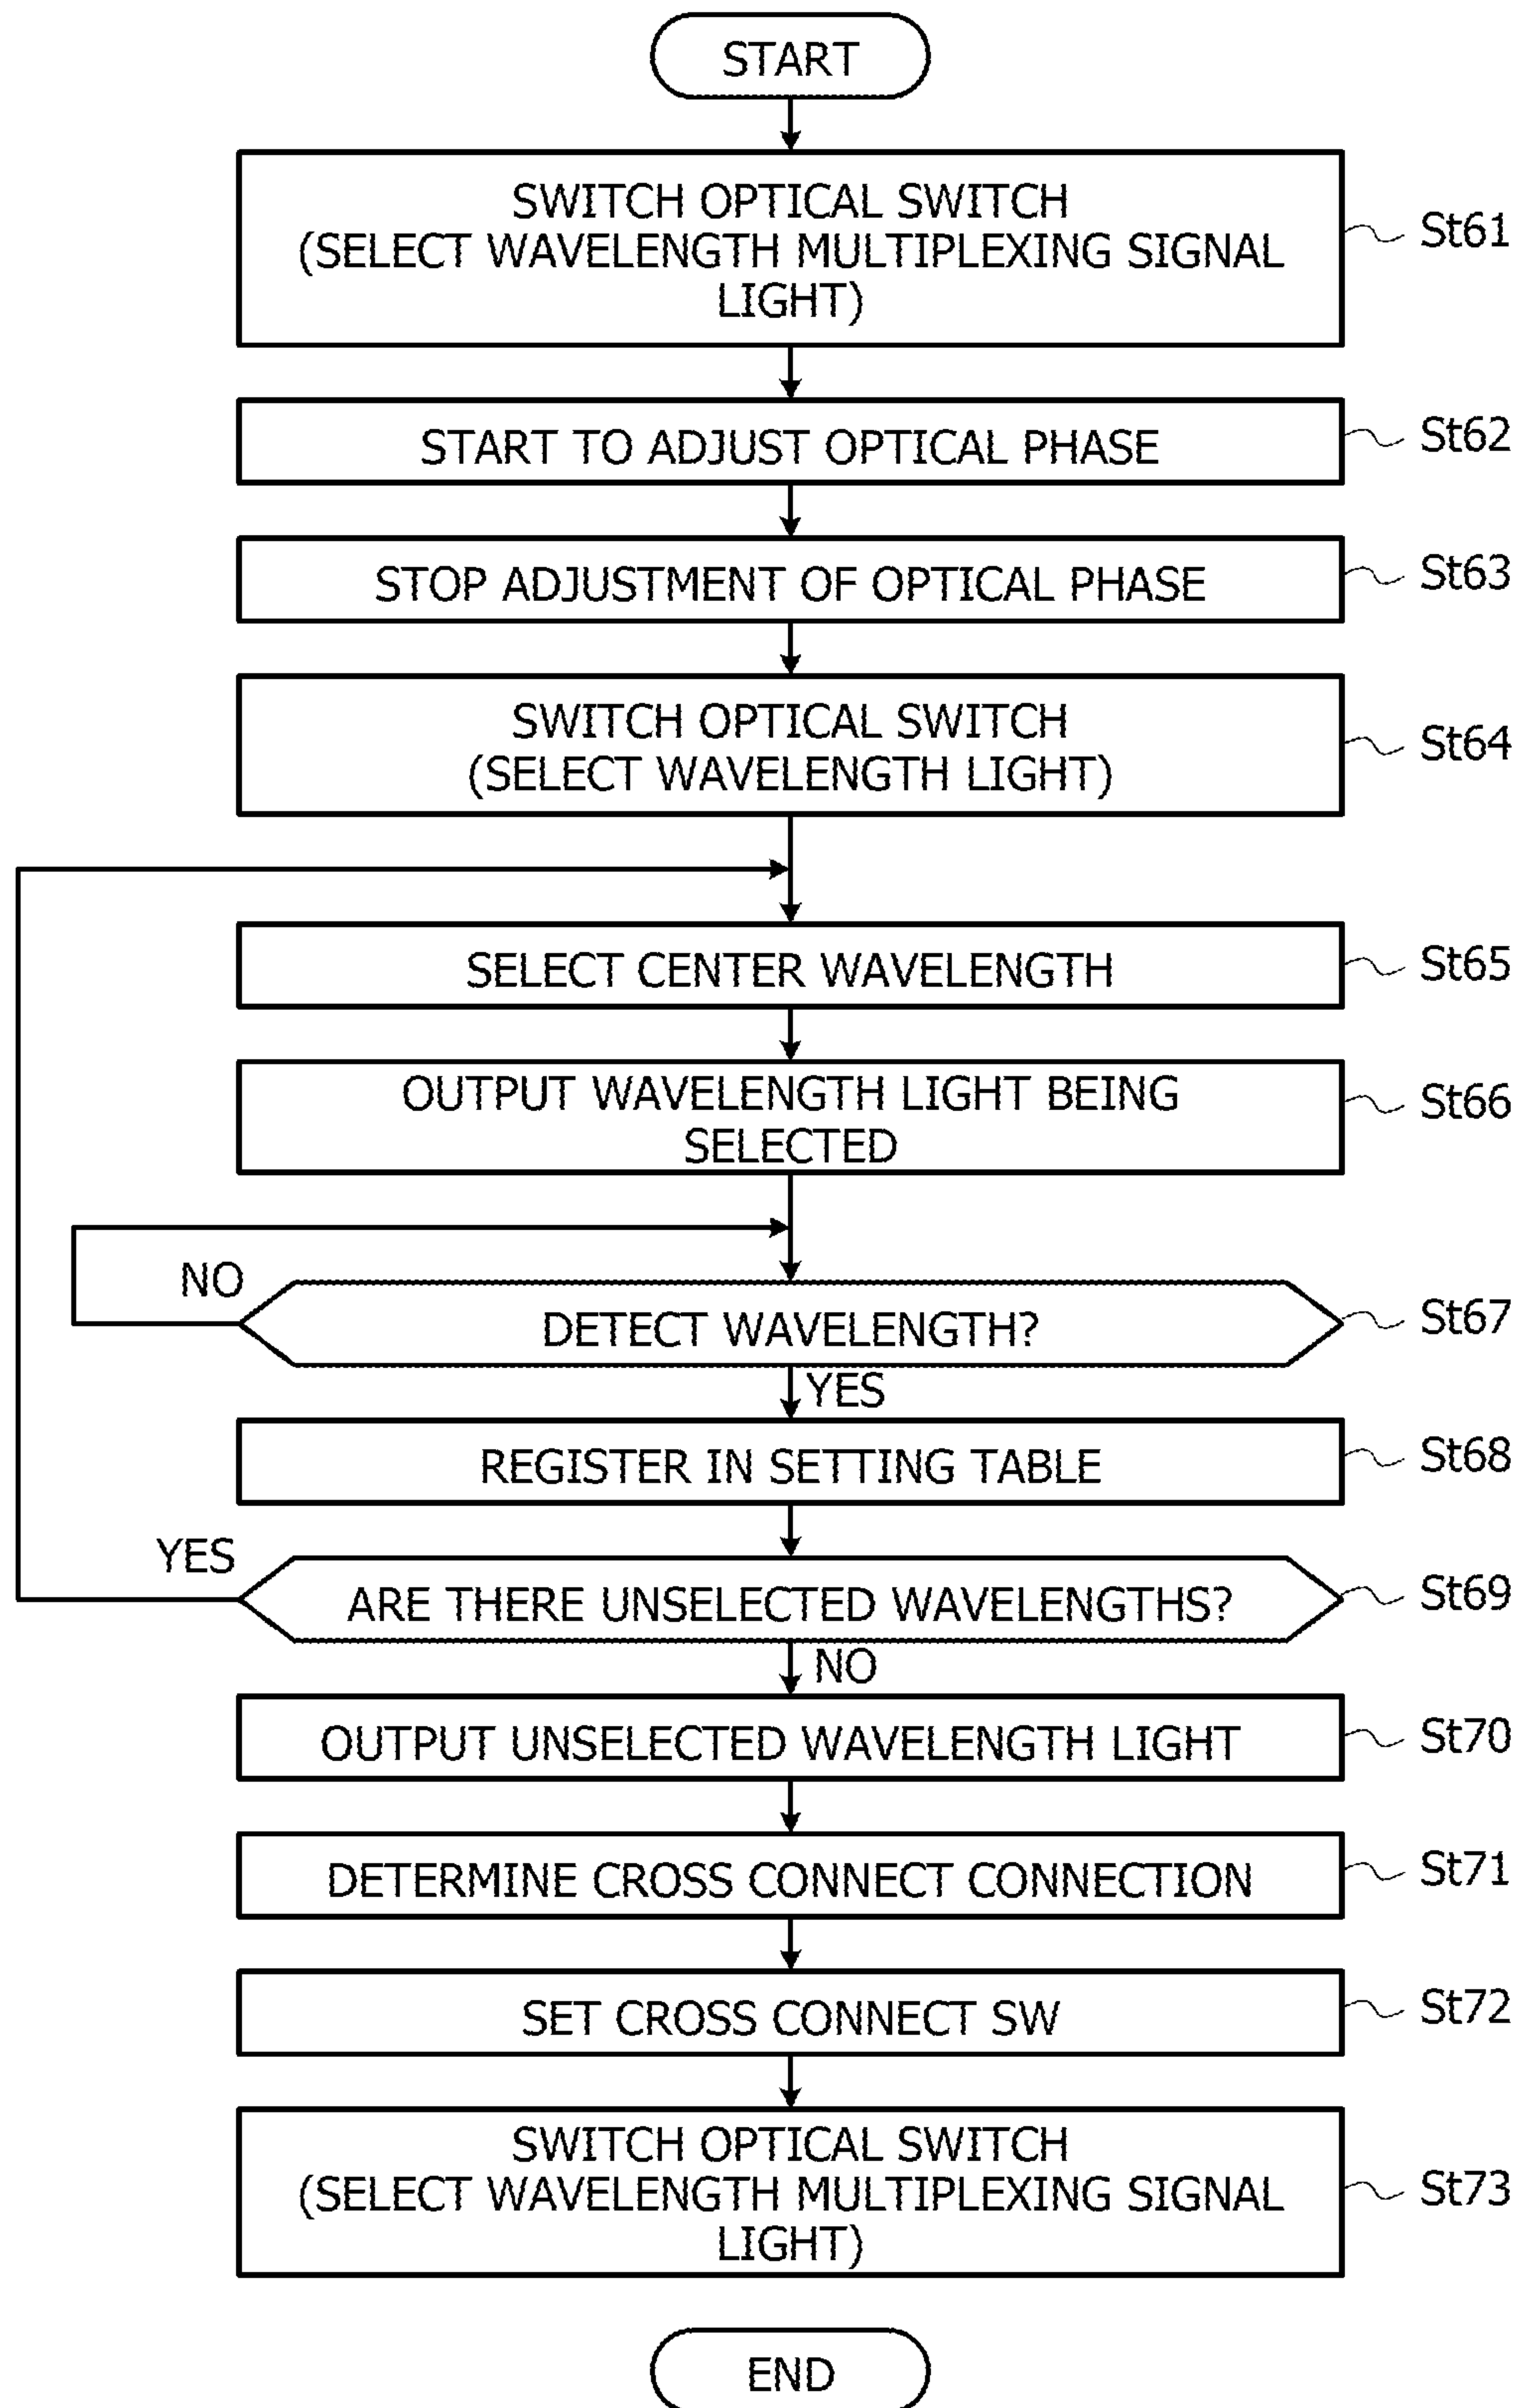 START
SWITCH OPTICAL SWITCH
(SELECT WAVELENGTH MULTIPLEXING SIGNAL
LIGHT)
St61
START TO ADJUST OPTICAL PHASE
St62
STOP ADJUSTMENT OF OPTICAL PHASE
St63
SWITCH OPTICAL SWITCH
(SELECT WAVELENGTH LIGHT)
St64
SELECT CENTER WAVELENGTH
St65
OUTPUT WAVELENGTH LIGHT BEING
SELECTED
St66
NO
DETECT WAVELENGTH?
St67
YES
REGISTER IN SETTING TABLE
St68
YES
ARE THERE UNSELECTED WAVELENGTHS?
St69
NO
OUTPUT UNSELECTED WAVELENGTH LIGHT
St70
DETERMINE CROSS CONNECT CONNECTION
St71
SET CROSS CONNECT SW
St72
SWITCH OPTICAL SWITCH
(SELECT WAVELENGTH MULTIPLEXING SIGNAL
LIGHT)
St73
END